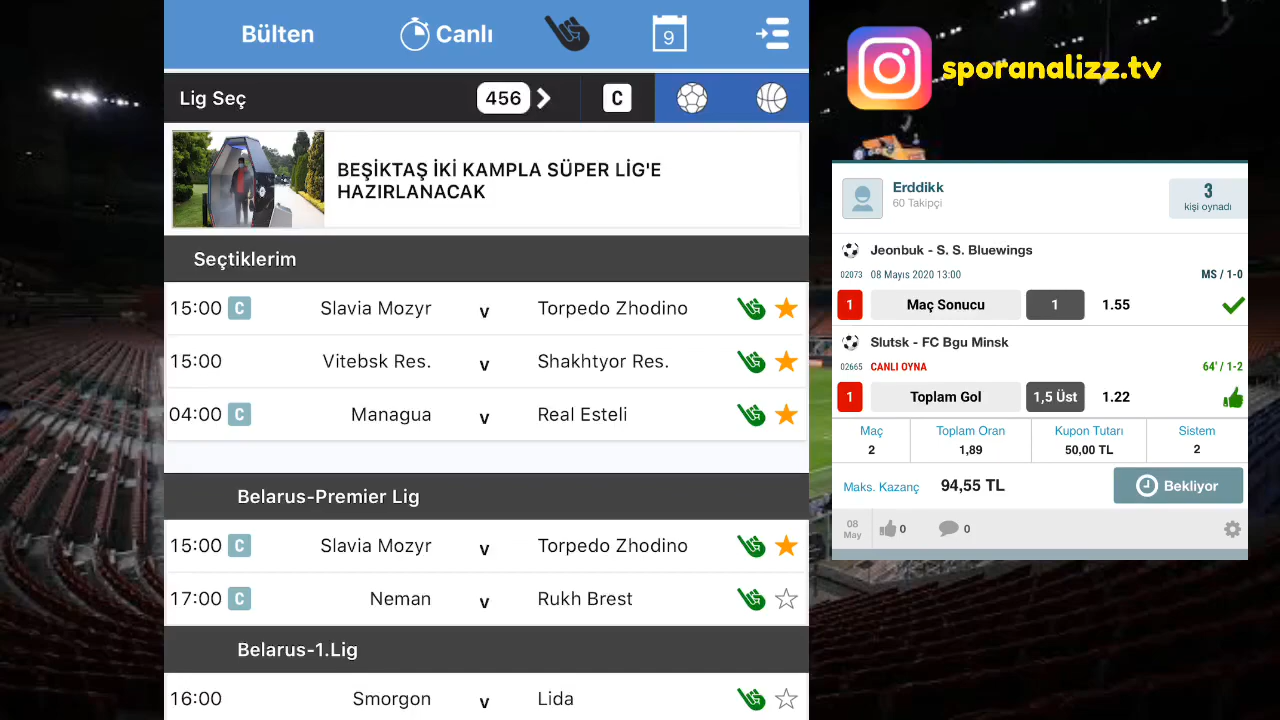 Bülten
Canlı
9
Lig Seç
456
C
BEŞİKTAŞ İKİ KAMPLA SÜPER LİG'E
HAZIRLANACAK
Seçtiklerim
15:00 C Slavia Mozyr v Torpedo Zhodino
15:00 Vitebsk Res. v Shakhtyor Res.
04:00 C Managua v Real Esteli
Belarus-Premier Lig
15:00 C Slavia Mozyr v Torpedo Zhodino
17:00 C Neman v Rukh Brest
Belarus-1.Lig
16:00 Smorgon v Lida
sporanalizz.tv
Erddikk
60 Takipçi
3
kişi oynadı
Jeonbuk - S. S. Bluewings
02073 08 Mayıs 2020 13:00 MS / 1-0
1 Maç Sonucu 1 1.55
Slutsk - FC Bgu Minsk
02665 CANLI OYNA 64' / 1-2
1 Toplam Gol 1,5 Üst 1.22
Maç Toplam Oran Kupon Tutarı Sistem
2 1,89 50,00 TL 2
Maks. Kazanç 94,55 TL Bekliyor
08
May
0 0